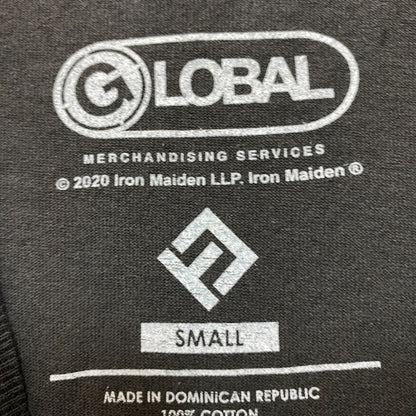 GLOBAL
MERCHANDISING SERVICES
© 2020 Iron Maiden LLP. Iron Maiden ®
SMALL
MADE IN DOMINICAN REPUBLIC
100% COTTON